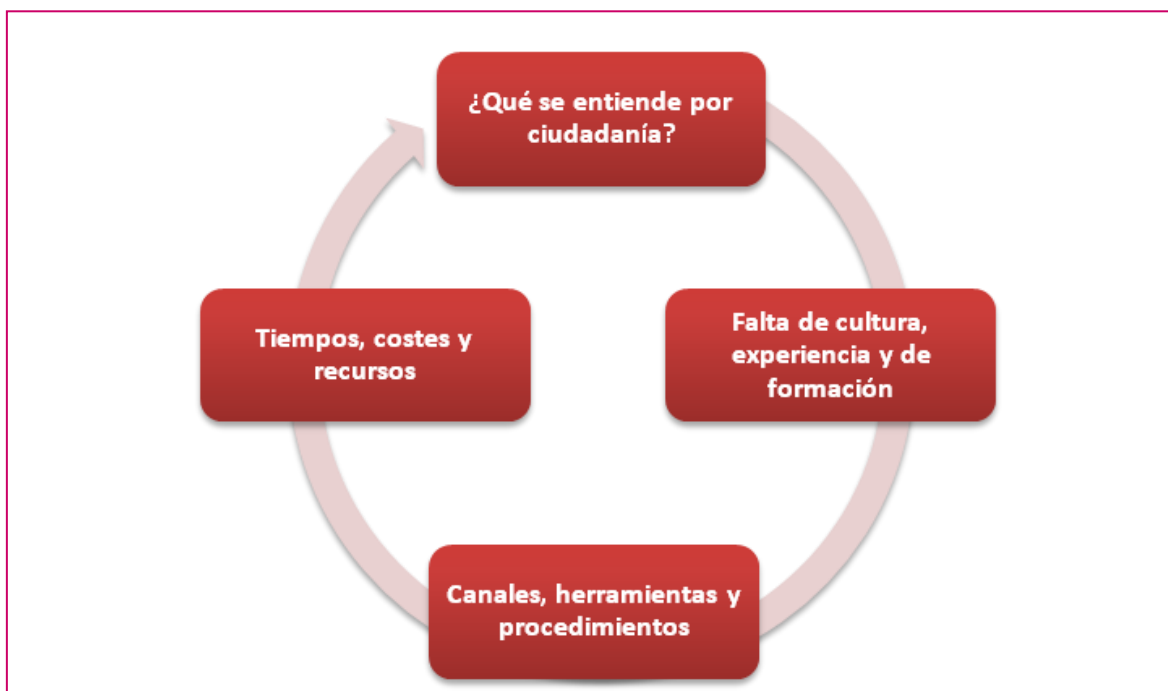 ¿Qué se entiende por
ciudadanía?
Tiempos, costes y
recursos
Falta de cultura,
experiencia y de
formación
Canales, herramientas y
procedimientos